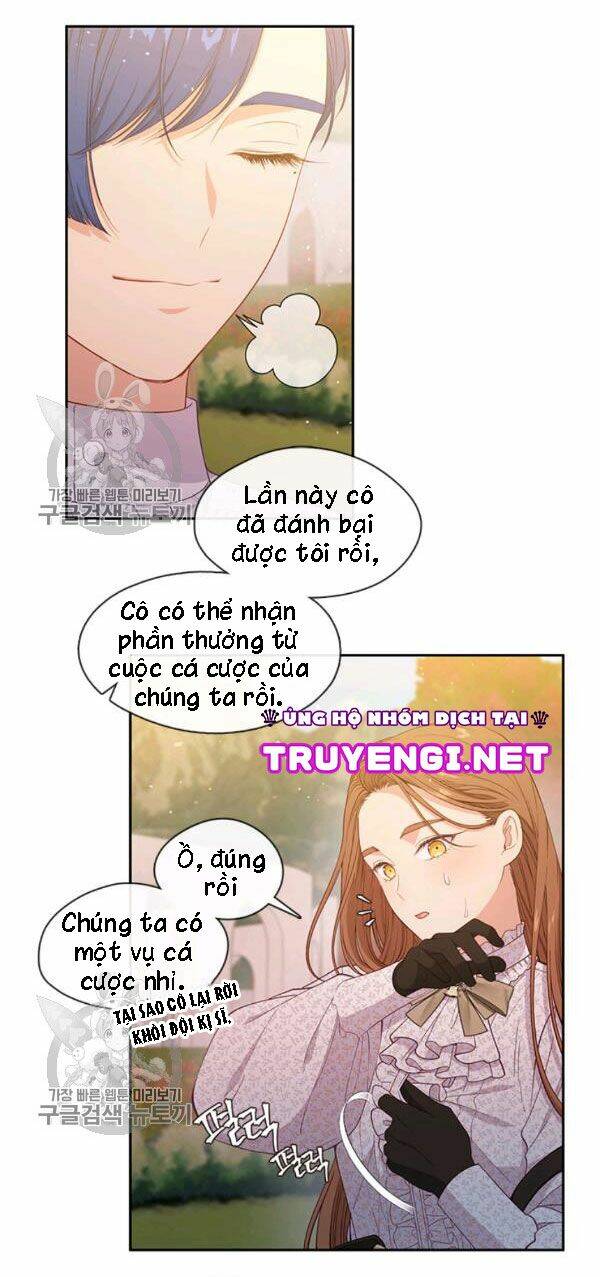 가장 빠른 웹툰 미리보기
구글검색 뉴토끼
Lần này cô
đã đánh bại
được tôi rồi,
Cô có thể nhận
phần thưởng từ
cuộc cá cược của
chúng ta rồi.
ỦNG HỘ NHÓM DỊCH TẠI
TRUYENGI.NET
Ồ, đúng
rồi
Chúng ta có
một vụ cá
cược nhỉ.
TẠI SAO CÔ LẠI RỜI
KHỎI ĐỘI KỊ SĨ.
가장 빠른 웹툰 미리보기
구글검색 뉴토끼
펄럭
펄럭